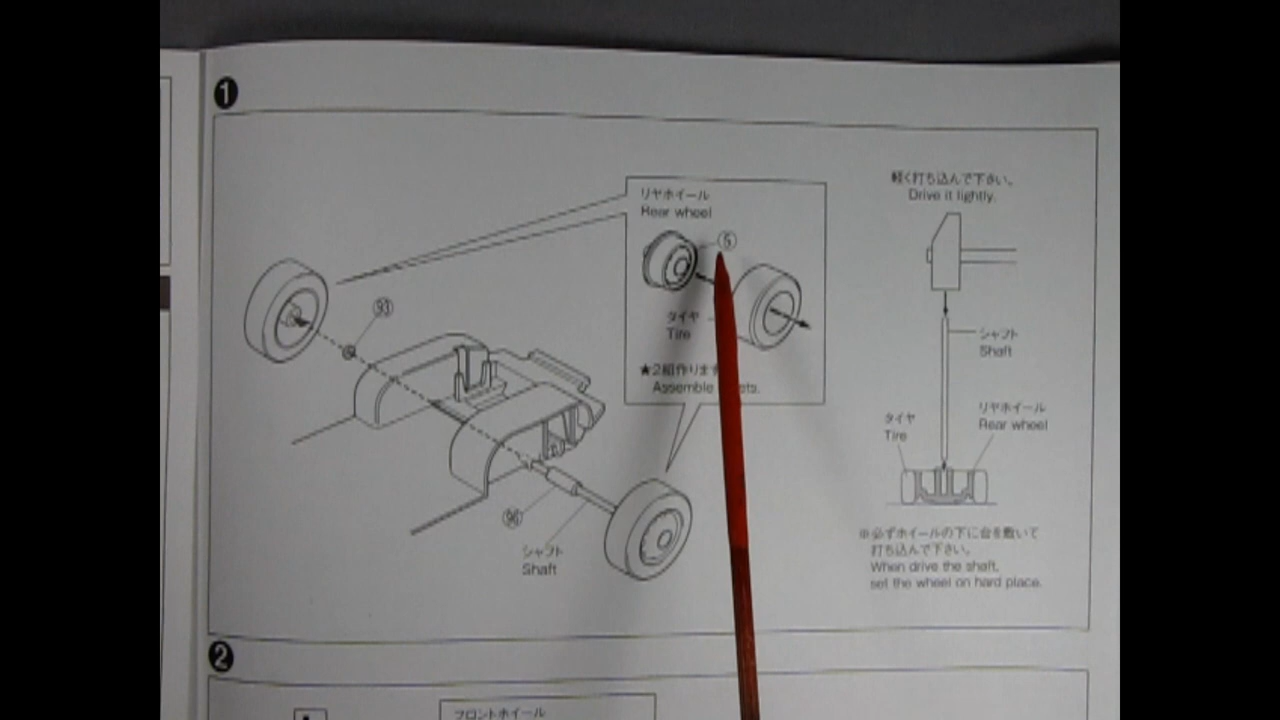 1
リヤホイール
Rear wheel
5
タイヤ
Tire
★2組作ります
Assemble
93
96
シャフト
Shaft
軽く打ち込んで下さい。
Drive it lightly.
シャフト
Shaft
タイヤ
Tire
リヤホイール
Rear wheel
※必ずホイールの下に台を敷いて
打ち込んで下さい。
When drive the shaft,
set the wheel on hard place.
2
フロントホイール